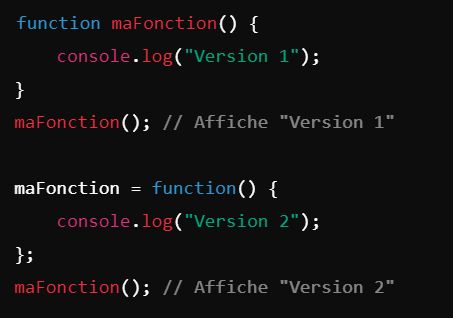 function maFonction() {
    console.log("Version 1");
}
maFonction(); // Affiche "Version 1"

maFonction = function() {
    console.log("Version 2");
};
maFonction(); // Affiche "Version 2"